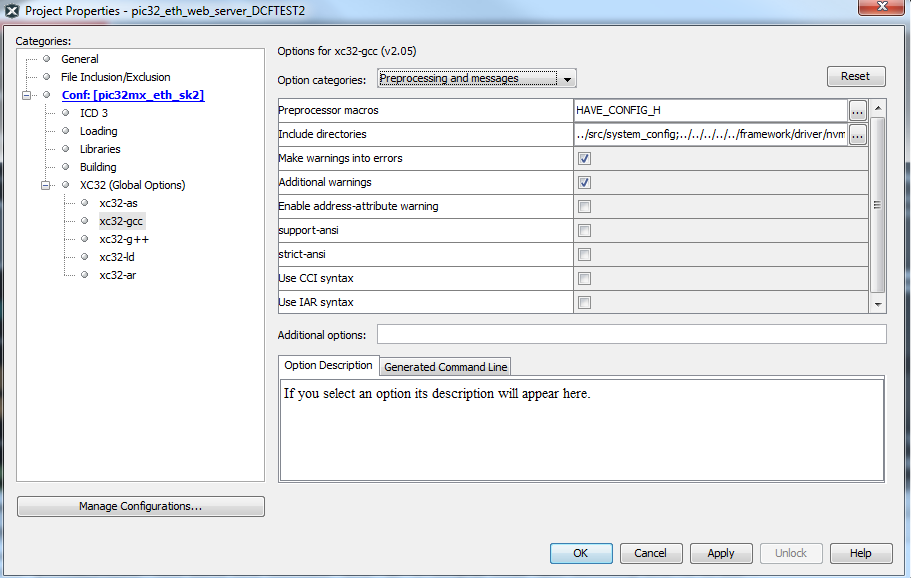 Project Properties - pic32_eth_web_server_DCFTEST2
Categories:
General
File Inclusion/Exclusion
Conf: [pic32mx_eth_sk2]
ICD 3
Loading
Libraries
Building
XC32 (Global Options)
xc32-as
xc32-gcc
xc32-g++
xc32-ld
xc32-ar
Manage Configurations...
Options for xc32-gcc (v2.05)
Option categories: Preprocessing and messages Reset
Preprocessor macros HAVE_CONFIG_H ...
Include directories ../src/system_config;../../../../../framework/driver/nvm ...
Make warnings into errors
Additional warnings
Enable address-attribute warning
support-ansi
strict-ansi
Use CCI syntax
Use IAR syntax
Additional options:
Option Description Generated Command Line
If you select an option its description will appear here.
OK Cancel Apply Unlock Help